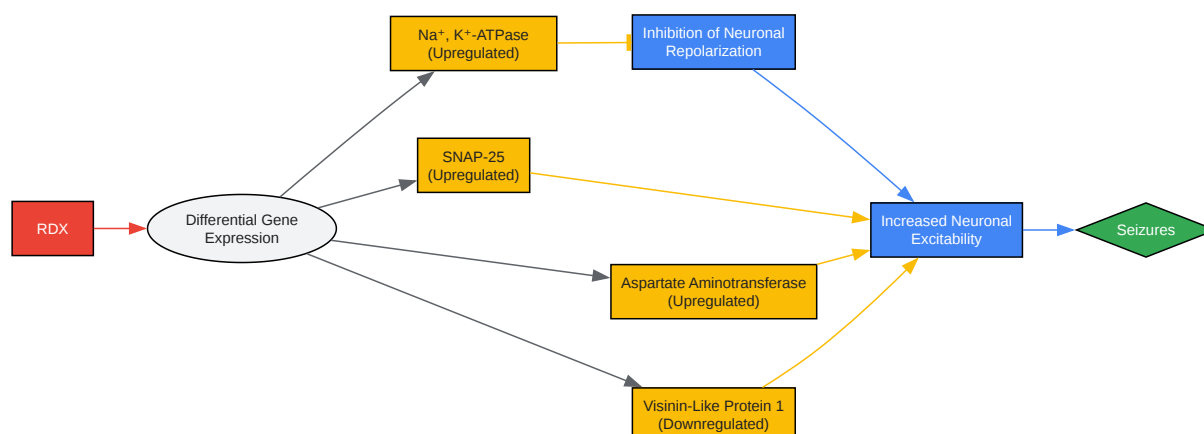 Na⁺, K⁺-ATPase
(Upregulated)
Inhibition of Neuronal
Repolarization
SNAP-25
(Upregulated)
RDX
Differential Gene
Expression
Increased Neuronal
Excitability
Seizures
Aspartate Aminotransferase
(Upregulated)
Visinin-Like Protein 1
(Downregulated)